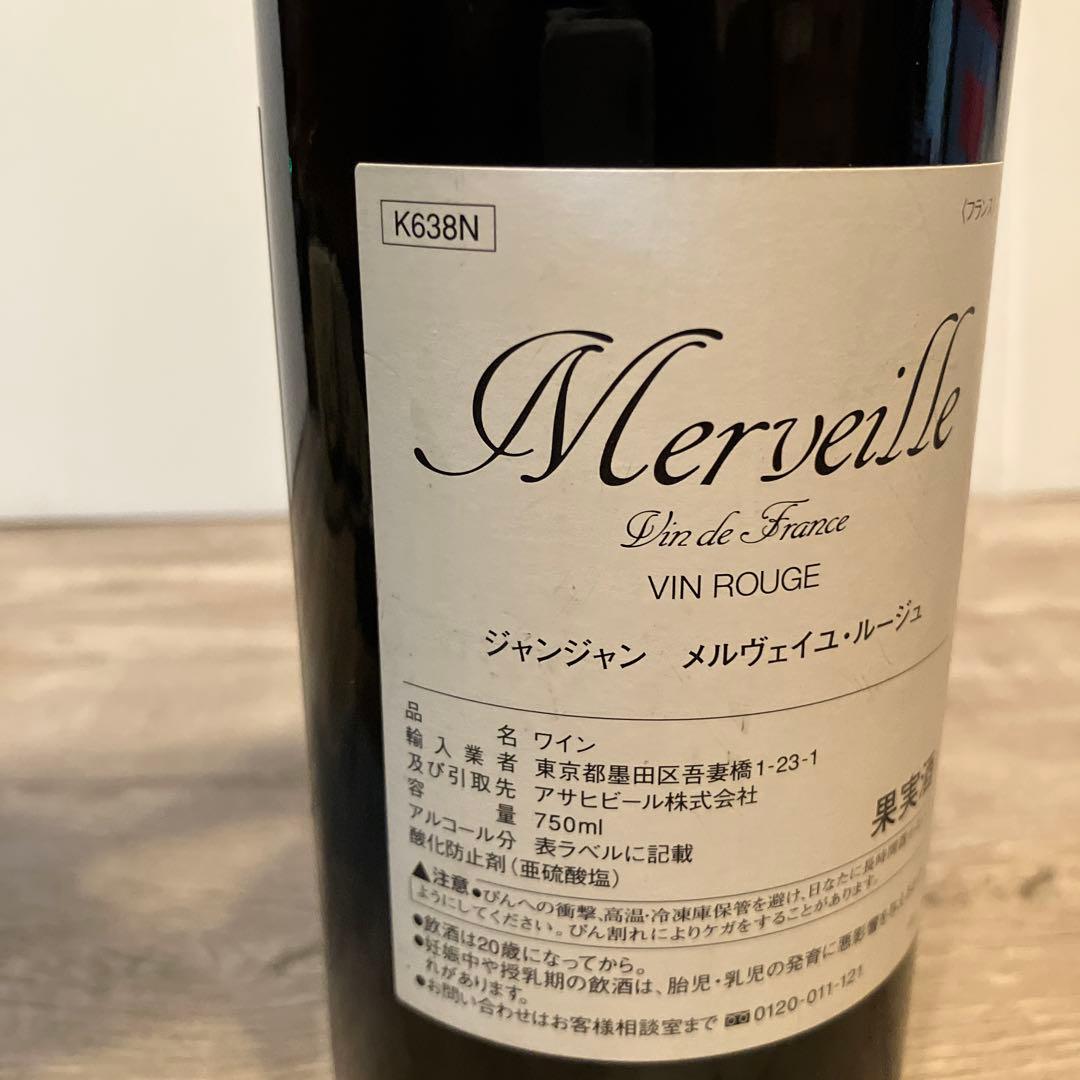 K638N
〈フランス
Merveille
Vin de France
VIN ROUGE
ジャンジャン メルヴェイユ・ルージュ
品名 ワイン
輸入業者 東京都墨田区吾妻橋1-23-1
及び引取先 アサヒビール株式会社
容量 750ml
アルコール分 表ラベルに記載
酸化防止剤(亜硫酸塩)
果実酒
▲注意●びんへの衝撃、高温・冷凍庫保管を避け、日なたに長時間
ようにしてください。びん割れによりケガをすることがあります。
●飲酒は20歳になってから。
●妊娠中や授乳期の飲酒は、胎児・乳児の発育に悪影響を
れがあります。
●お問い合わせはお客様相談室まで 0120-011-121